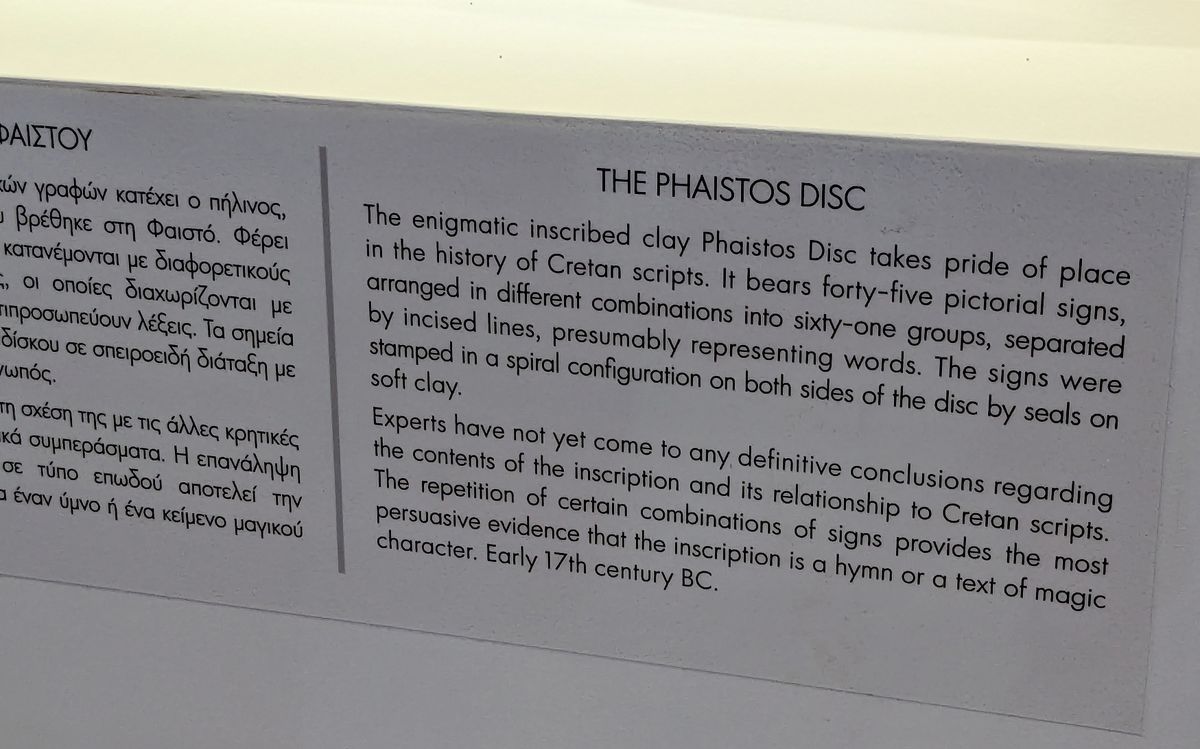 ΦΑΙΣΤΟΥ
γραφών κατέχει ο πήλινος,
βρέθηκε στη Φαιστό. Φέρει
κατανέμονται με διαφορετικούς
οι οποίες διαχωρίζονται με
Τα σημεία
δίσκου σε σπειροειδή διάταξη με
τη σχέση της με τις άλλες κρητικές
συμπεράσματα. Η επανάληψη
σε τύπο επωδού αποτελεί την
έναν ύμνο ή ένα κείμενο μαγικού
THE PHAISTOS DISC
The enigmatic inscribed clay Phaistos Disc takes pride of place
in the history of Cretan scripts. It bears forty-five pictorial signs,
arranged in different combinations into sixty-one groups, separated
by incised lines, presumably representing words. The signs were
stamped in a spiral configuration on both sides of the disc by seals on
soft clay.
Experts have not yet come to any definitive conclusions regarding
the contents of the inscription and its relationship to Cretan scripts.
The repetition of certain combinations of signs provides the most
persuasive evidence that the inscription is a hymn or a text of magic
character. Early 17th century BC.